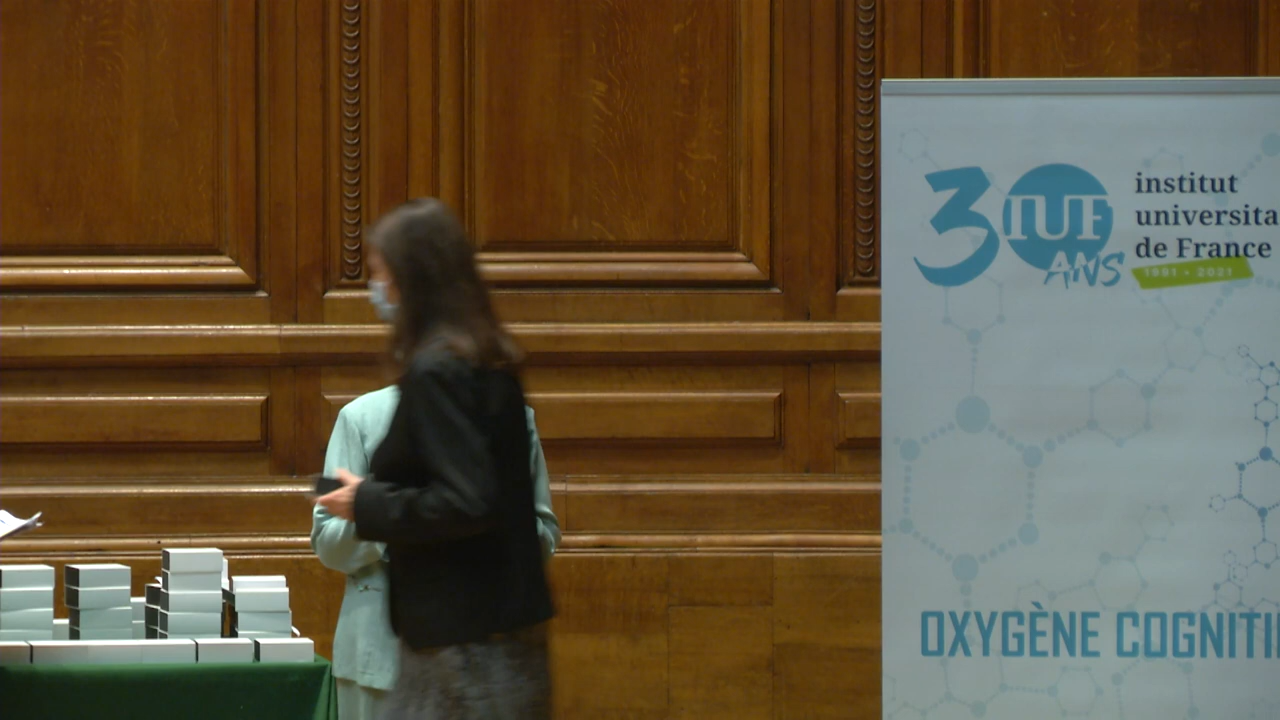 30 IUF
ANS
institut
universita
de France
1991 - 2021
OXYGÈNE COGNITI